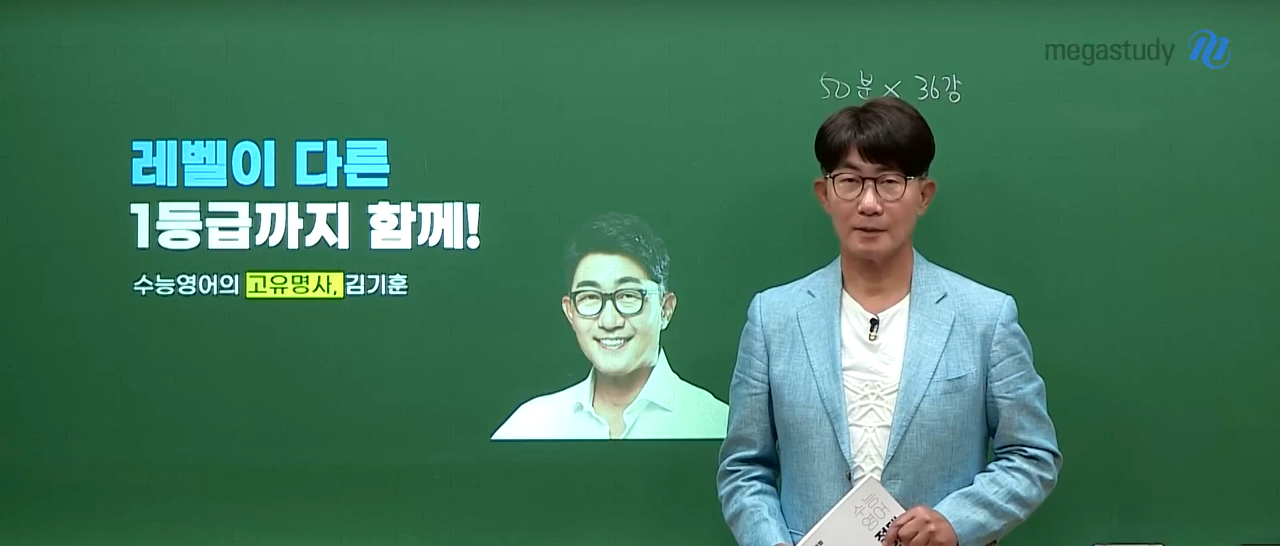 megastudy
50분 × 36강
레벨이 다른
1등급까지 함께!
수능영어의 고유명사, 김기훈